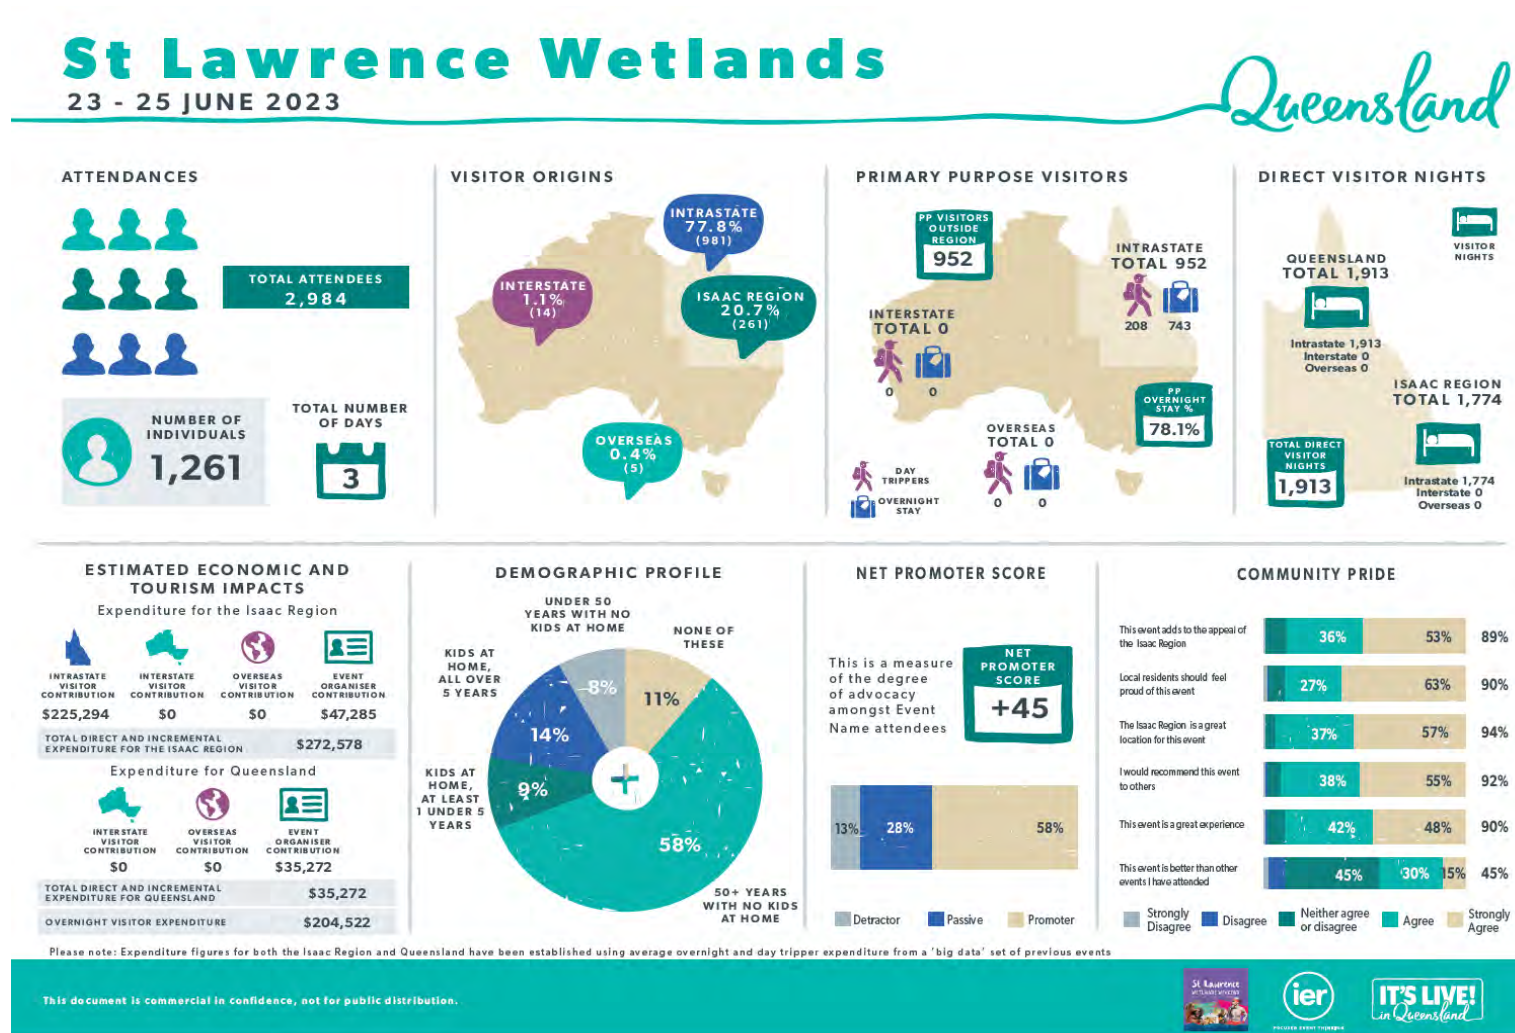 St Lawrence Wetlands
23 - 25 JUNE 2023
Queensland
ATTENDANCES
TOTAL ATTENDEES
2,984
NUMBER OF
INDIVIDUALS
1,261
TOTAL NUMBER
OF DAYS
3
VISITOR ORIGINS
INTRASTATE
77.8%
(981)
INTERSTATE
1.1%
(14)
ISAAC REGION
20.7%
(261)
OVERSEAS
0.4%
(5)
PRIMARY PURPOSE VISITORS
PP VISITORS
OUTSIDE
REGION
952
INTRASTATE
TOTAL 952
208 743
INTERSTATE
TOTAL 0
0 0
PP
OVERNIGHT
STAY %
78.1%
OVERSEAS
TOTAL 0
0 0
DAY
TRIPPERS
OVERNIGHT
STAY
DIRECT VISITOR NIGHTS
VISITOR
NIGHTS
QUEENSLAND
TOTAL 1,913
Intrastate 1,913
Interstate 0
Overseas 0
ISAAC REGION
TOTAL 1,774
Intrastate 1,774
Interstate 0
Overseas 0
TOTAL DIRECT
VISITOR
NIGHTS
1,913
ESTIMATED ECONOMIC AND
TOURISM IMPACTS
Expenditure for the Isaac Region
INTRASTATE
VISITOR
CONTRIBUTION
$225,294
INTERSTATE
VISITOR
CONTRIBUTION
$0
OVERSEAS
VISITOR
CONTRIBUTION
$0
EVENT
ORGANISER
CONTRIBUTION
$47,285
TOTAL DIRECT AND INCREMENTAL
EXPENDITURE FOR THE ISAAC REGION
$272,578
Expenditure for Queensland
INTERSTATE
VISITOR
CONTRIBUTION
$0
OVERSEAS
VISITOR
CONTRIBUTION
$0
EVENT
ORGANISER
CONTRIBUTION
$35,272
TOTAL DIRECT AND INCREMENTAL
EXPENDITURE FOR QUEENSLAND
$35,272
OVERNIGHT VISITOR EXPENDITURE
$204,522
DEMOGRAPHIC PROFILE
UNDER 50
YEARS WITH NO
KIDS AT HOME
8%
NONE OF
THESE
11%
KIDS AT
HOME,
ALL OVER
5 YEARS
14%
KIDS AT
HOME,
AT LEAST
1 UNDER 5
YEARS
9%
58%
50+ YEARS
WITH NO KIDS
AT HOME
NET PROMOTER SCORE
This is a measure
of the degree
of advocacy
amongst Event
Name attendees
NET
PROMOTER
SCORE
+45
13% 28% 58%
Detractor Passive Promoter
COMMUNITY PRIDE
This event adds to the appeal of
the Isaac Region
36% 53% 89%
Local residents should feel
proud of this event
27% 63% 90%
The Isaac Region is a great
location for this event
37% 57% 94%
I would recommend this event
to others
38% 55% 92%
This event is a great experience
42% 48% 90%
This event is better than other
events I have attended
45% 30% 15% 45%
Strongly
Disagree
Disagree
Neither agree
or disagree
Agree
Strongly
Agree
Please note: Expenditure figures for both the Isaac Region and Queensland have been established using average overnight and day tripper expenditure from a 'big data' set of previous events
This document is commercial in confidence, not for public distribution.
St Lawrence
ier
IT'S LIVE!
in Queensland